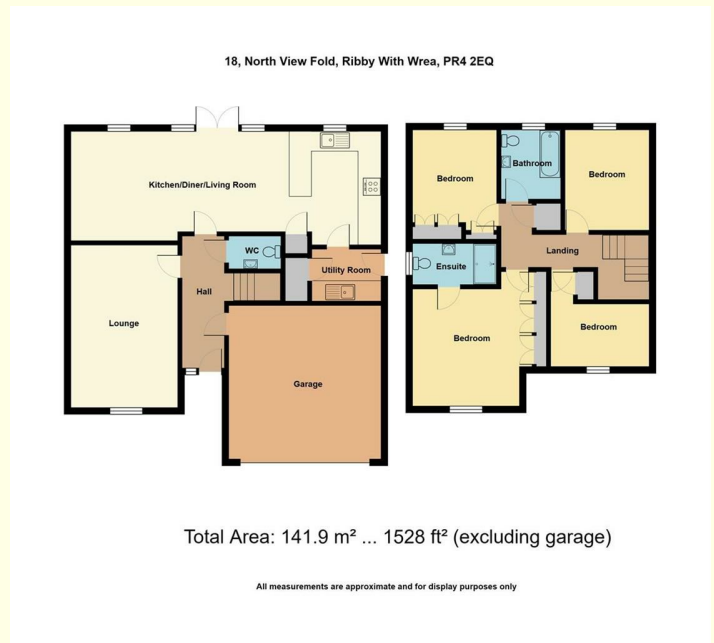 18, North View Fold, Ribby With Wrea, PR4 2EQ
Kitchen/Diner/Living Room
WC
Utility Room
Hall
Lounge
Garage
Bedroom
Bathroom
Bedroom
Landing
Ensuite
Bedroom
Bedroom
Total Area: 141.9 m² ... 1528 ft² (excluding garage)
All measurements are approximate and for display purposes only